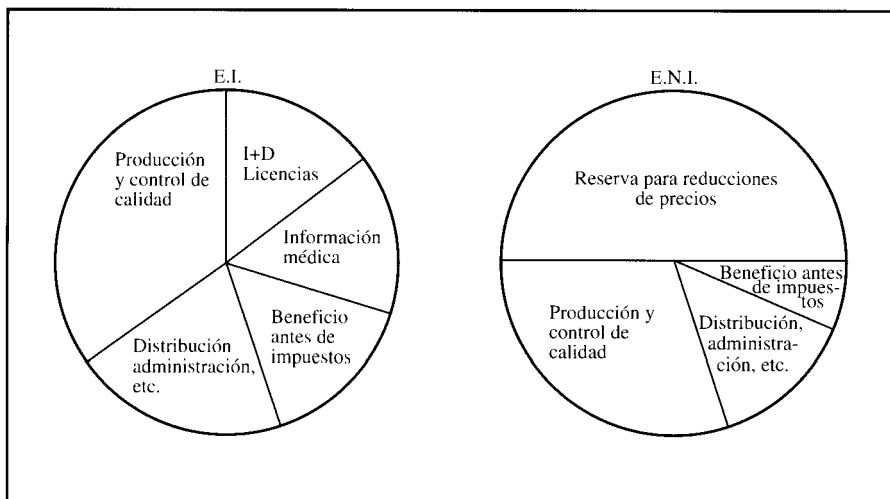 E.I.
Producción
y control de
calidad
I+D
Licencias
Información
médica
Beneficio
antes de
impuestos
Distribución
administración,
etc.
E.N.I.
Reserva para reducciones
de precios
Beneficio antes
de impues-
tos
Distribución,
administra-
ción, etc.
Producción y
control de
calidad